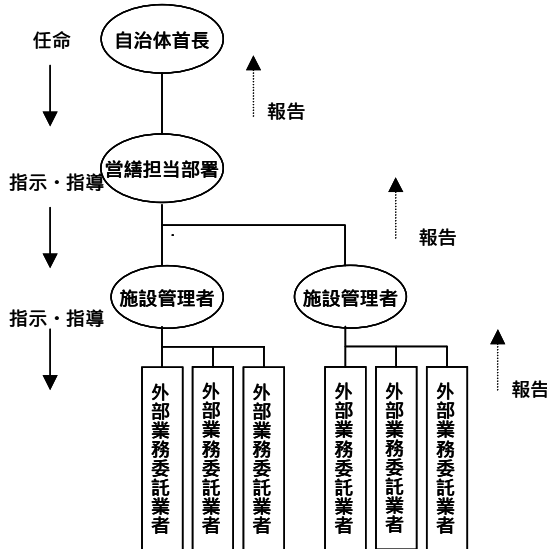 任命
自治体首長
報告
営繕担当部署
指示・指導
報告
施設管理者
施設管理者
指示・指導
報告
外部業務委託業者
外部業務委託業者
外部業務委託業者
外部業務委託業者
外部業務委託業者
外部業務委託業者